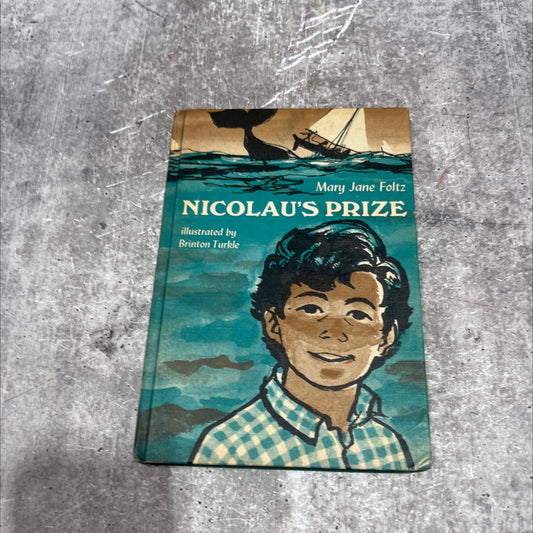 Mary Jane Foltz
NICOLAU'S PRIZE
illustrated by
Brinton Turkle